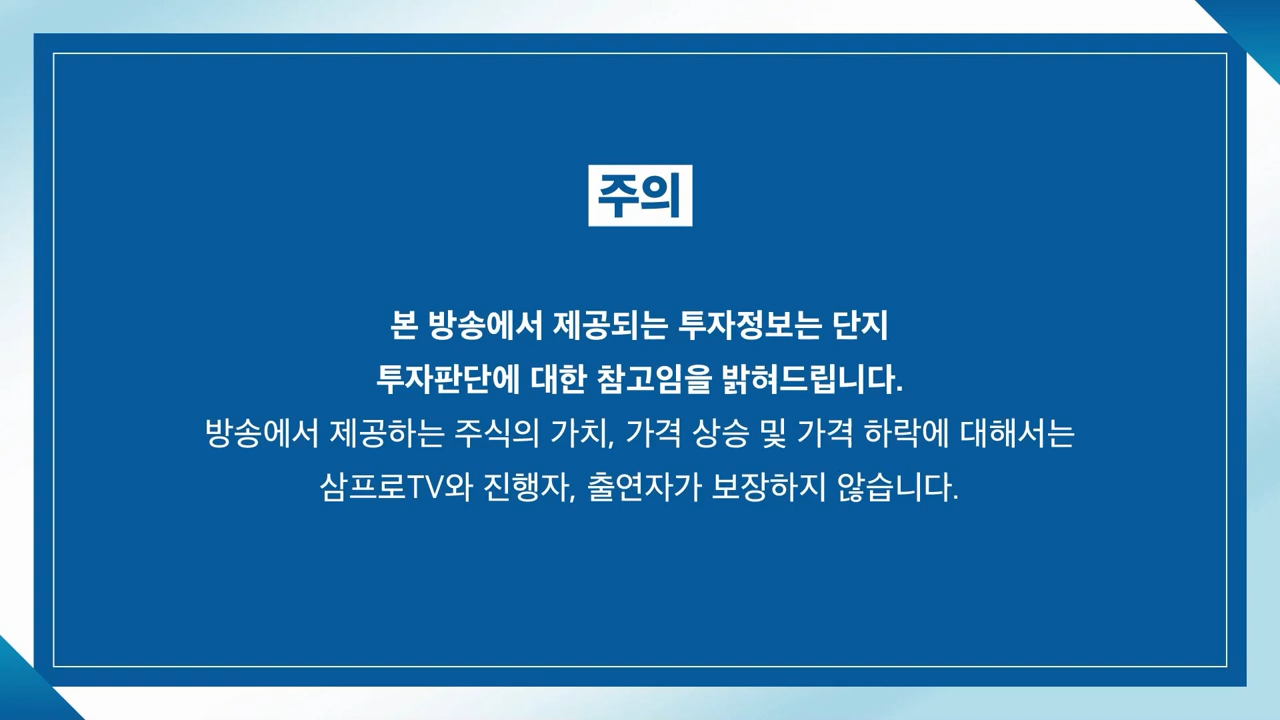 주의
본 방송에서 제공되는 투자정보는 단지
투자판단에 대한 참고임을 밝혀드립니다.
방송에서 제공하는 주식의 가치, 가격 상승 및 가격 하락에 대해서는
삼프로TV와 진행자, 출연자가 보장하지 않습니다.